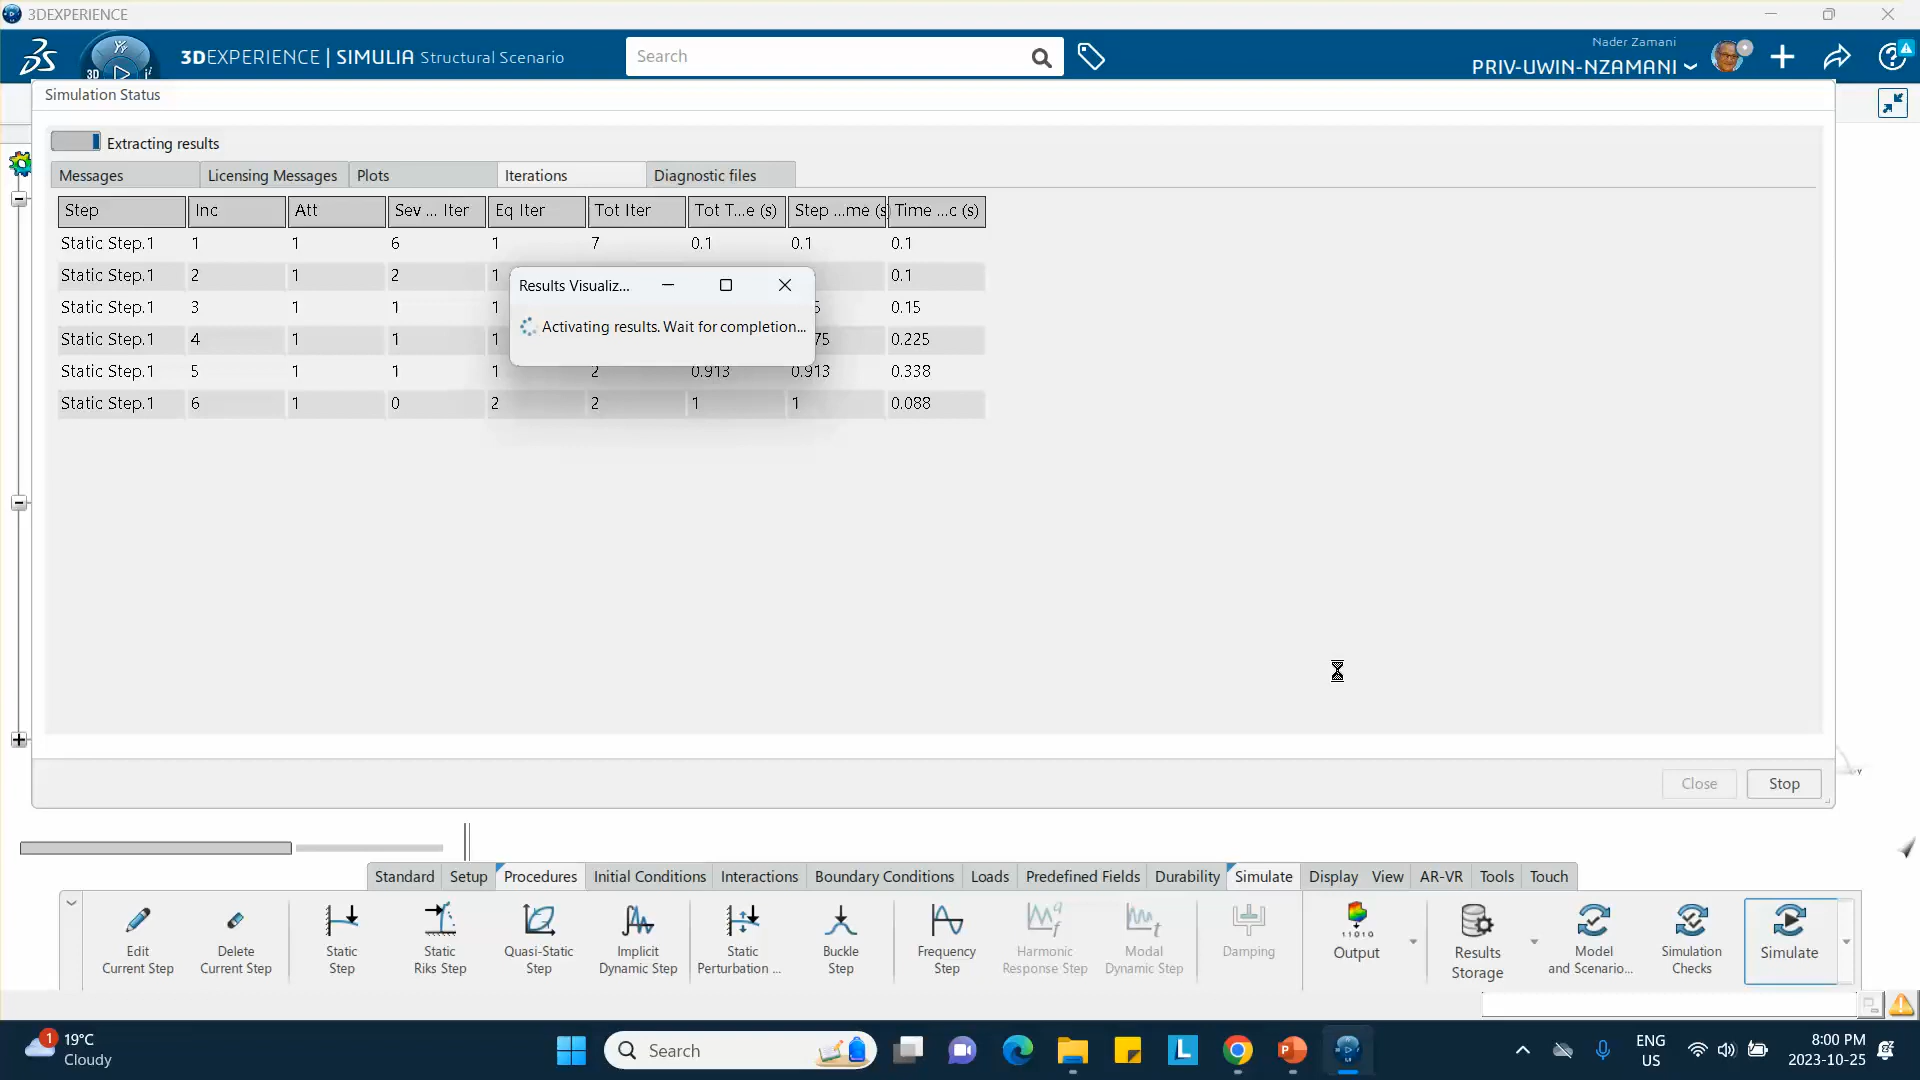 3DEXPERIENCE
3DEXPERIENCE | SIMULIA Structural Scenario
Search
Nader Zamani
PRIV-UWIN-NZAMANI
3D
Simulation Status
Extracting results
Messages Licensing Messages Plots Iterations Diagnostic files
Step Inc Att Sev ... Iter Eq Iter Tot Iter Tot T...e (s) Step ...me (s Time ...c (s)
Static Step.1 1 1 6 1 7 0.1 0.1 0.1
Static Step.1 2 1 2 1 0.1
Static Step.1 3 1 1 1 5 0.15
Static Step.1 4 1 1 1 75 0.225
Static Step.1 5 1 1 1 2 0.913 0.913 0.338
Static Step.1 6 1 0 2 2 1 1 0.088
Results Visualiz...
Activating results. Wait for completion...
Close Stop
Standard Setup Procedures Initial Conditions Interactions Boundary Conditions Loads Predefined Fields Durability Simulate Display View AR-VR Tools Touch
Edit Current Step
Delete Current Step
Static Step
Static Riks Step
Quasi-Static Step
Implicit Dynamic Step
Static Perturbation ...
Buckle Step
Frequency Step
Harmonic Response Step
Modal Dynamic Step
Damping
11010
Output
Results Storage
Model and Scenario...
Simulation Checks
Simulate
1
19°C
Cloudy
Search
L
P
ENG
US
8:00 PM
2023-10-25